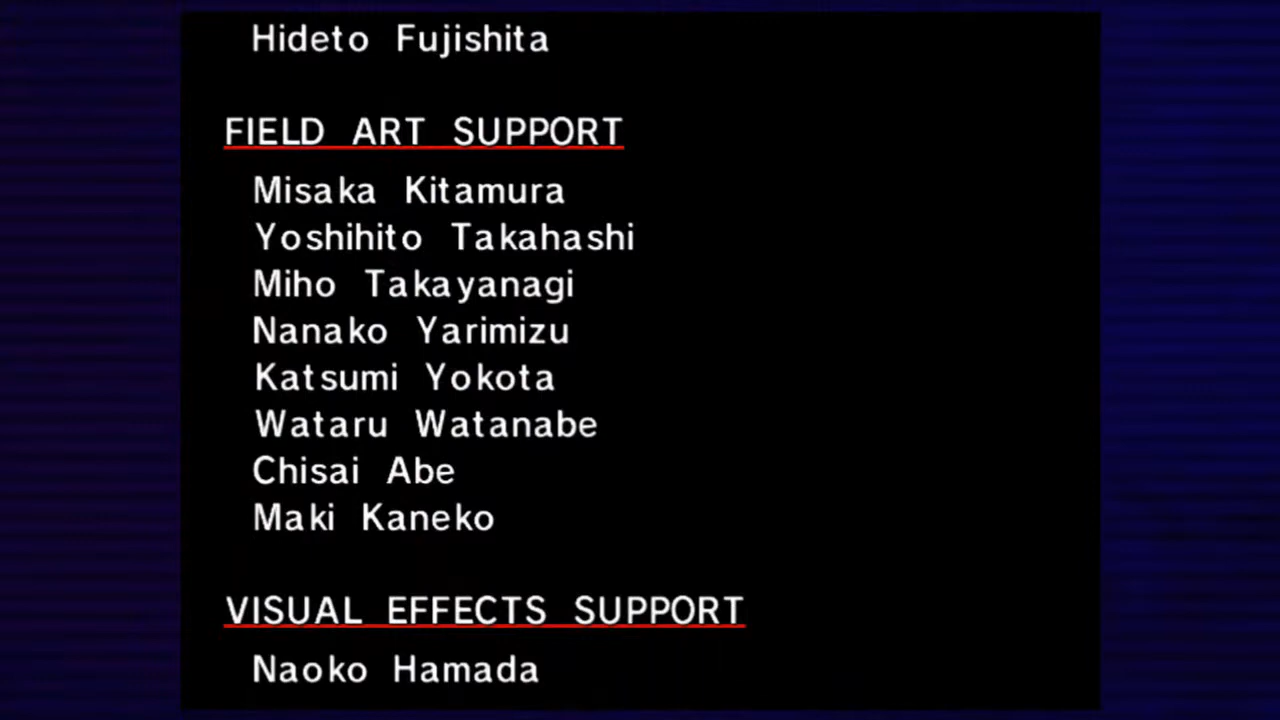 Hideto Fujishita
FIELD ART SUPPORT
Misaka Kitamura
Yoshihito Takahashi
Miho Takayanagi
Nanako Yarimizu
Katsumi Yokota
Wataru Watanabe
Chisai Abe
Maki Kaneko
VISUAL EFFECTS SUPPORT
Naoko Hamada